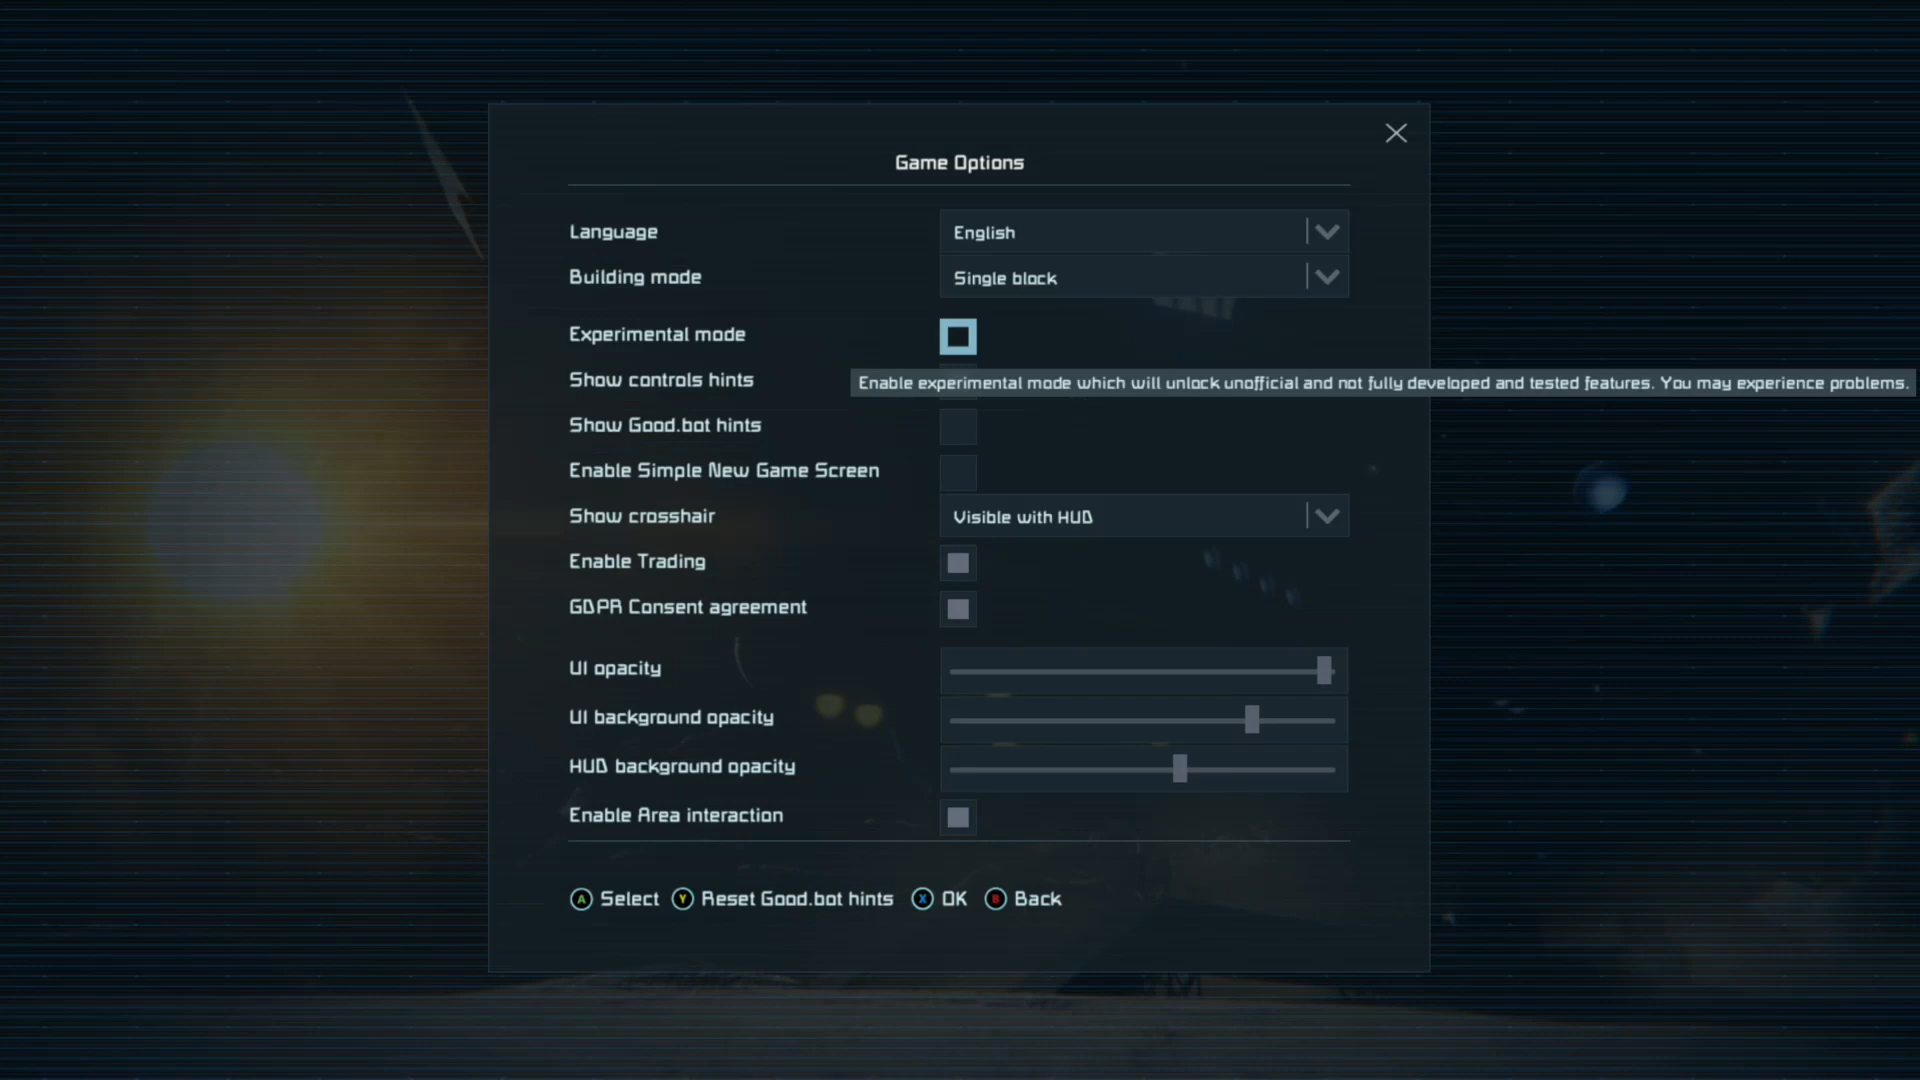 Game Options
Language English
Building mode Single block
Experimental mode
Show controls hints
Enable experimental mode which will unlock unofficial and not fully developed and tested features. You may experience problems.
Show Good.bot hints
Enable Simple New Game Screen
Show crosshair Visible with HUD
Enable Trading
GDPR Consent agreement
UI opacity
UI background opacity
HUD background opacity
Enable Area interaction
A Select Y Reset Good.bot hints X OK B Back